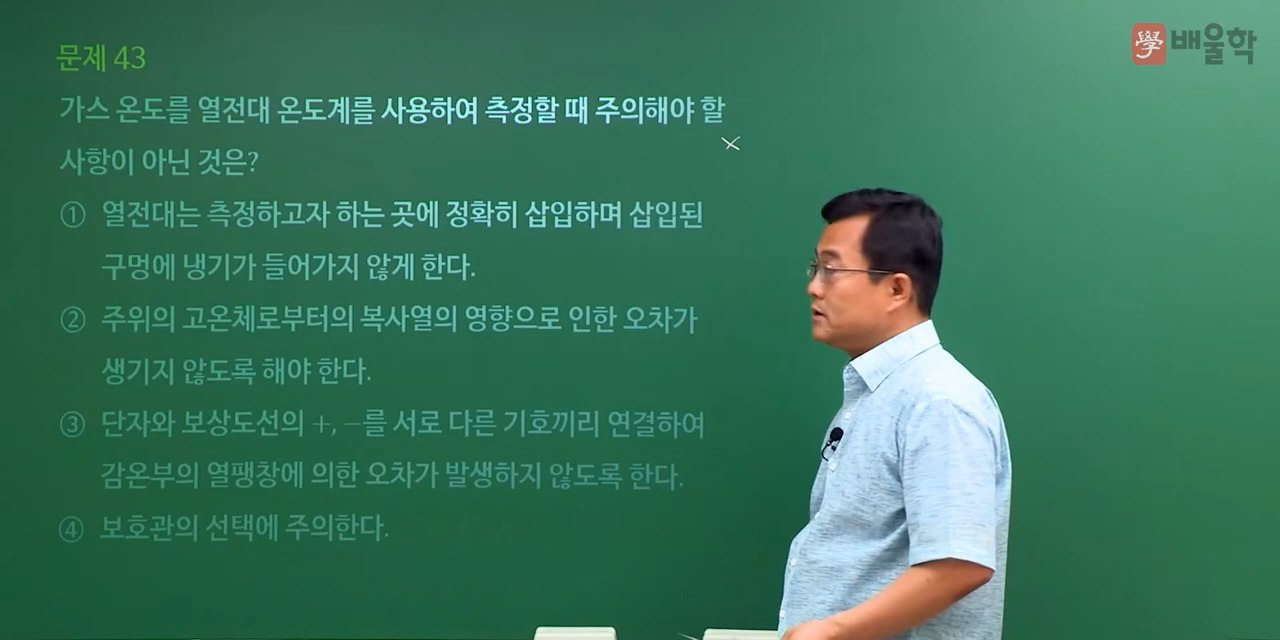 學 배울학
문제 43
가스 온도를 열전대 온도계를 사용하여 측정할 때 주의해야 할
사항이 아닌 것은?
① 열전대는 측정하고자 하는 곳에 정확히 삽입하며 삽입된
구멍에 냉기가 들어가지 않게 한다.
② 주위의 고온체로부터의 복사열의 영향으로 인한 오차가
생기지 않도록 해야 한다.
③ 단자와 보상도선의 +, -를 서로 다른 기호끼리 연결하여
감온부의 열팽창에 의한 오차가 발생하지 않도록 한다.
④ 보호관의 선택에 주의한다.